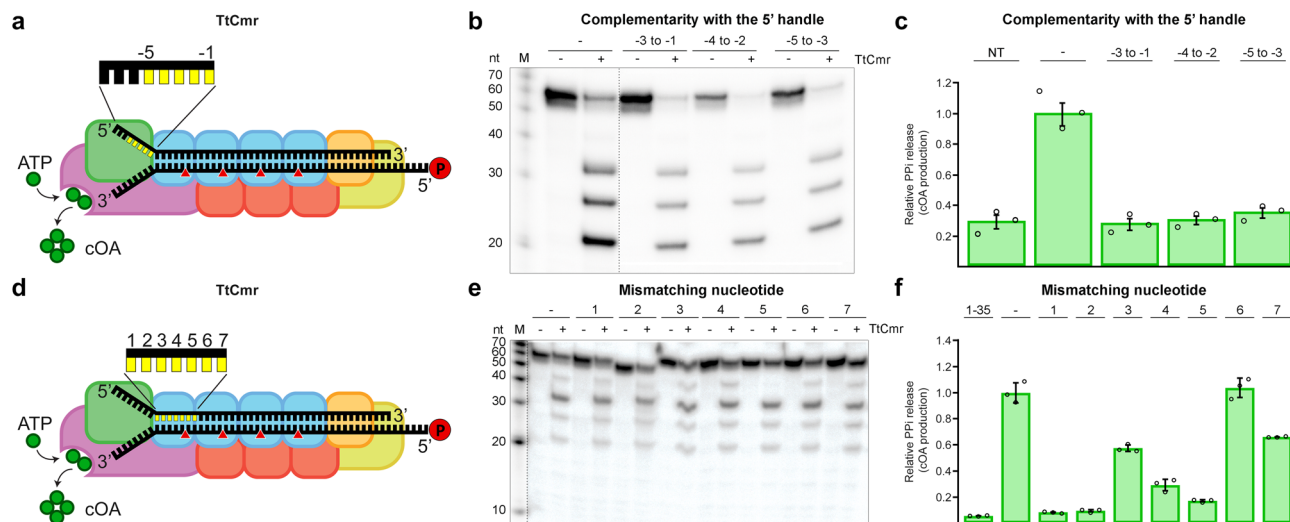 a
TtCmr
-5 -1
5'
3'
ATP
P
3'
5'
cOA
b
Complementarity with the 5' handle
- -3 to -1 -4 to -2 -5 to -3
nt M - + - + - + - + TtCmr
70
60
50
40
30
20
c
Complementarity with the 5' handle
NT - -3 to -1 -4 to -2 -5 to -3
Relative PPi release
(cOA production)
1.4
1.2
1.0
0.8
0.6
0.4
0.2
d
TtCmr
1 2 3 4 5 6 7
5'
3'
ATP
P
3'
5'
cOA
e
Mismatching nucleotide
- 1 2 3 4 5 6 7
nt M - + - + - + - + - + - + - + - + TtCmr
70
60
50
40
30
20
10
f
Mismatching nucleotide
1-35 - 1 2 3 4 5 6 7
Relative PPi release
(cOA production)
1.4
1.2
1.0
0.8
0.6
0.4
0.2